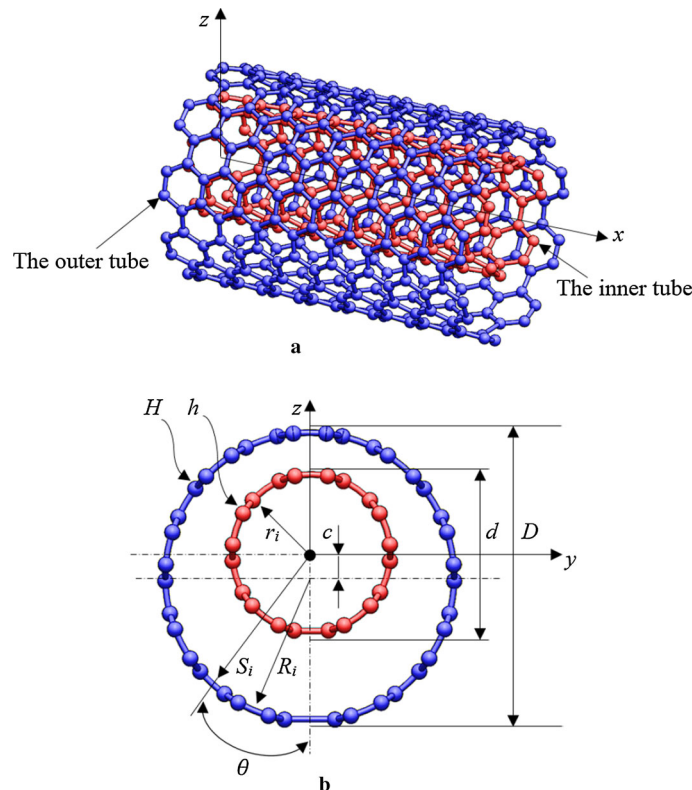 z
x
The outer tube
The inner tube
a
H
h
z
r_i
c
d
D
y
S_i
R_i
θ
b